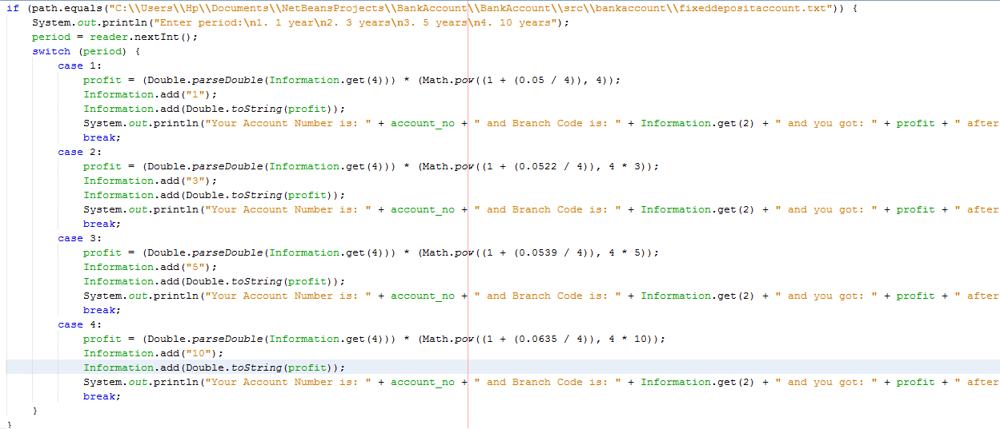 if (path.equals("C:\\Users\\Hp\\Documents\\NetBeansProjects\\BankAccount\\BankAccount\\src\\bankaccount\\fixeddepositaccount.txt")) {
System.out.println("Enter period:\n1. 1 year\n2. 3 years\n3. 5 years\n4. 10 years");
period = reader.nextInt();
switch (period) {
case 1:
profit = (Double.parseDouble(Information.get(4))) * (Math.pow((1 + (0.05 / 4)), 4));
Information.add("1");
Information.add(Double.toString(profit));
System.out.println("Your Account Number is: " + account_no + " and Branch Code is: " + Information.get(2) + " and you got: " + profit + " after
break;
case 2:
profit = (Double.parseDouble(Information.get(4))) * (Math.pow((1 + (0.0522 / 4)), 4 * 3));
Information.add("3");
Information.add(Double.toString(profit));
System.out.println("Your Account Number is: " + account_no + " and Branch Code is: " + Information.get(2) + " and you got: " + profit + " after
break;
case 3:
profit = (Double.parseDouble(Information.get(4))) * (Math.pow((1 + (0.0539 / 4)), 4 * 5));
Information.add("5");
Information.add(Double.toString(profit));
System.out.println("Your Account Number is: " + account_no + " and Branch Code is: " + Information.get(2) + " and you got: " + profit + " after
break;
case 4:
profit = (Double.parseDouble(Information.get(4))) * (Math.pow((1 + (0.0635 / 4)), 4 * 10));
Information.add("10");
Information.add(Double.toString(profit));
System.out.println("Your Account Number is: " + account_no + " and Branch Code is: " + Information.get(2) + " and you got: " + profit + " after
break;
}
}